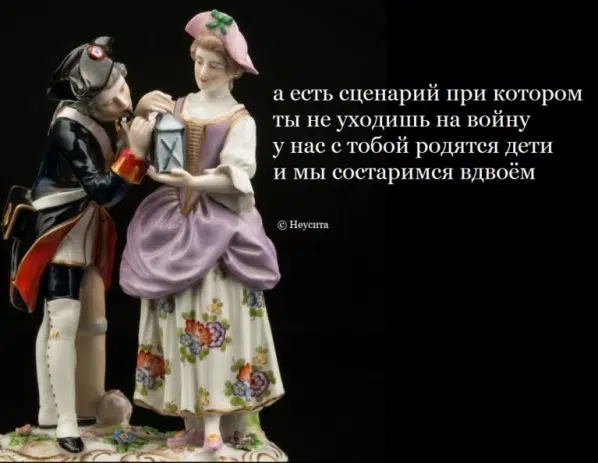 а есть сценарий при котором
ты не уходишь на войну
у нас с тобой родятся дети
и мы состаримся вдвоём
© Неусита